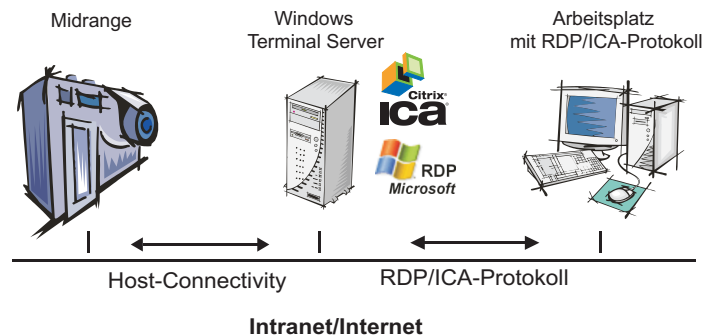 Midrange
Windows
Terminal Server
Arbeitsplatz
mit RDP/ICA-Protokoll
Citrix®
ICA
RDP
Microsoft
Host-Connectivity
RDP/ICA-Protokoll
Intranet/Internet